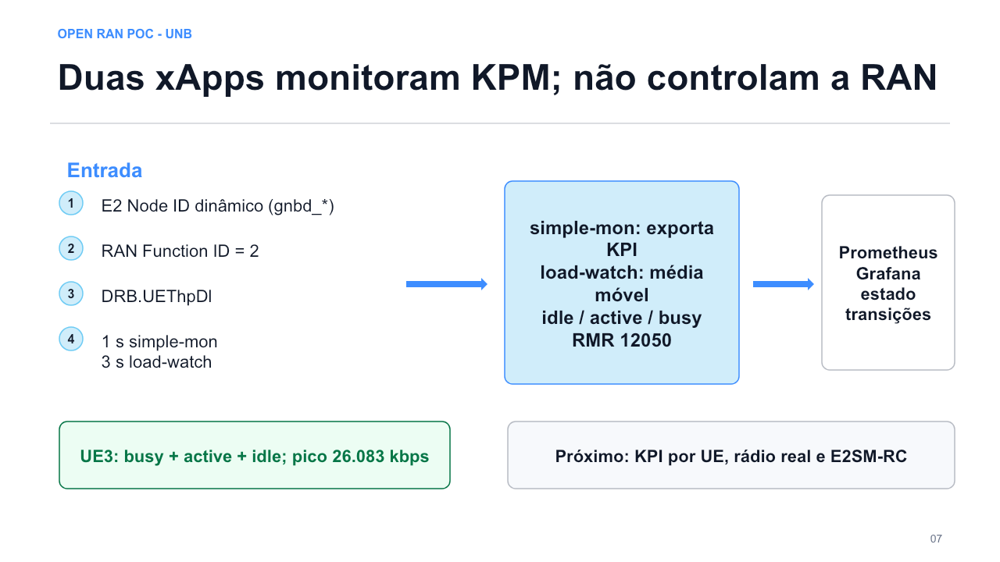 OPEN RAN POC - UNB
Duas xApps monitoram KPM; não controlam a RAN
Entrada
1 E2 Node ID dinâmico (gnbd_*)
2 RAN Function ID = 2
3 DRB.UEThpDl
4 1 s simple-mon
3 s load-watch
simple-mon: exporta
KPI
load-watch: média
móvel
idle / active / busy
RMR 12050
Prometheus
Grafana
estado
transições
UE3: busy + active + idle; pico 26.083 kbps
Próximo: KPI por UE, rádio real e E2SM-RC
07